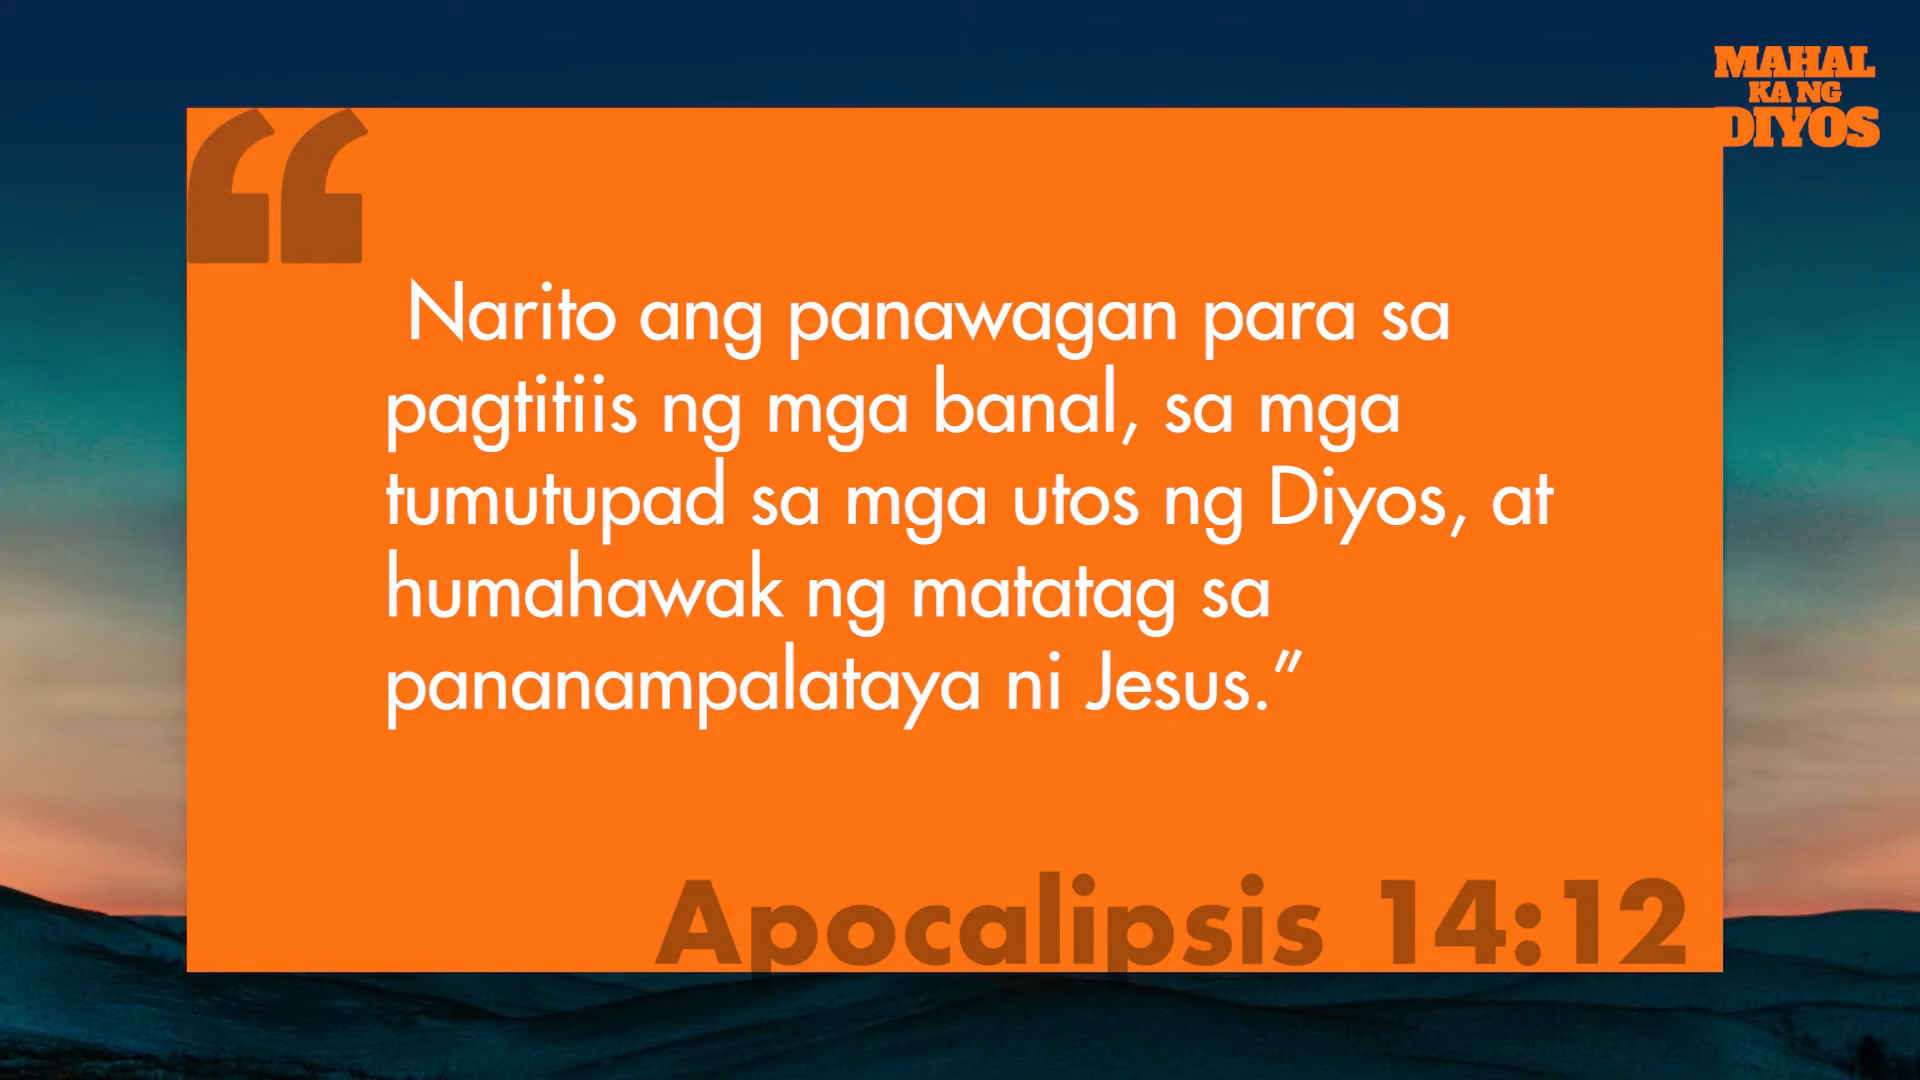 MAHAL
KA NG
DIYOS
“
Narito ang panawagan para sa
pagtitiis ng mga banal, sa mga
tumutupad sa mga utos ng Diyos, at
humahawak ng matatag sa
pananampalataya ni Jesus.”
Apocalipsis 14:12